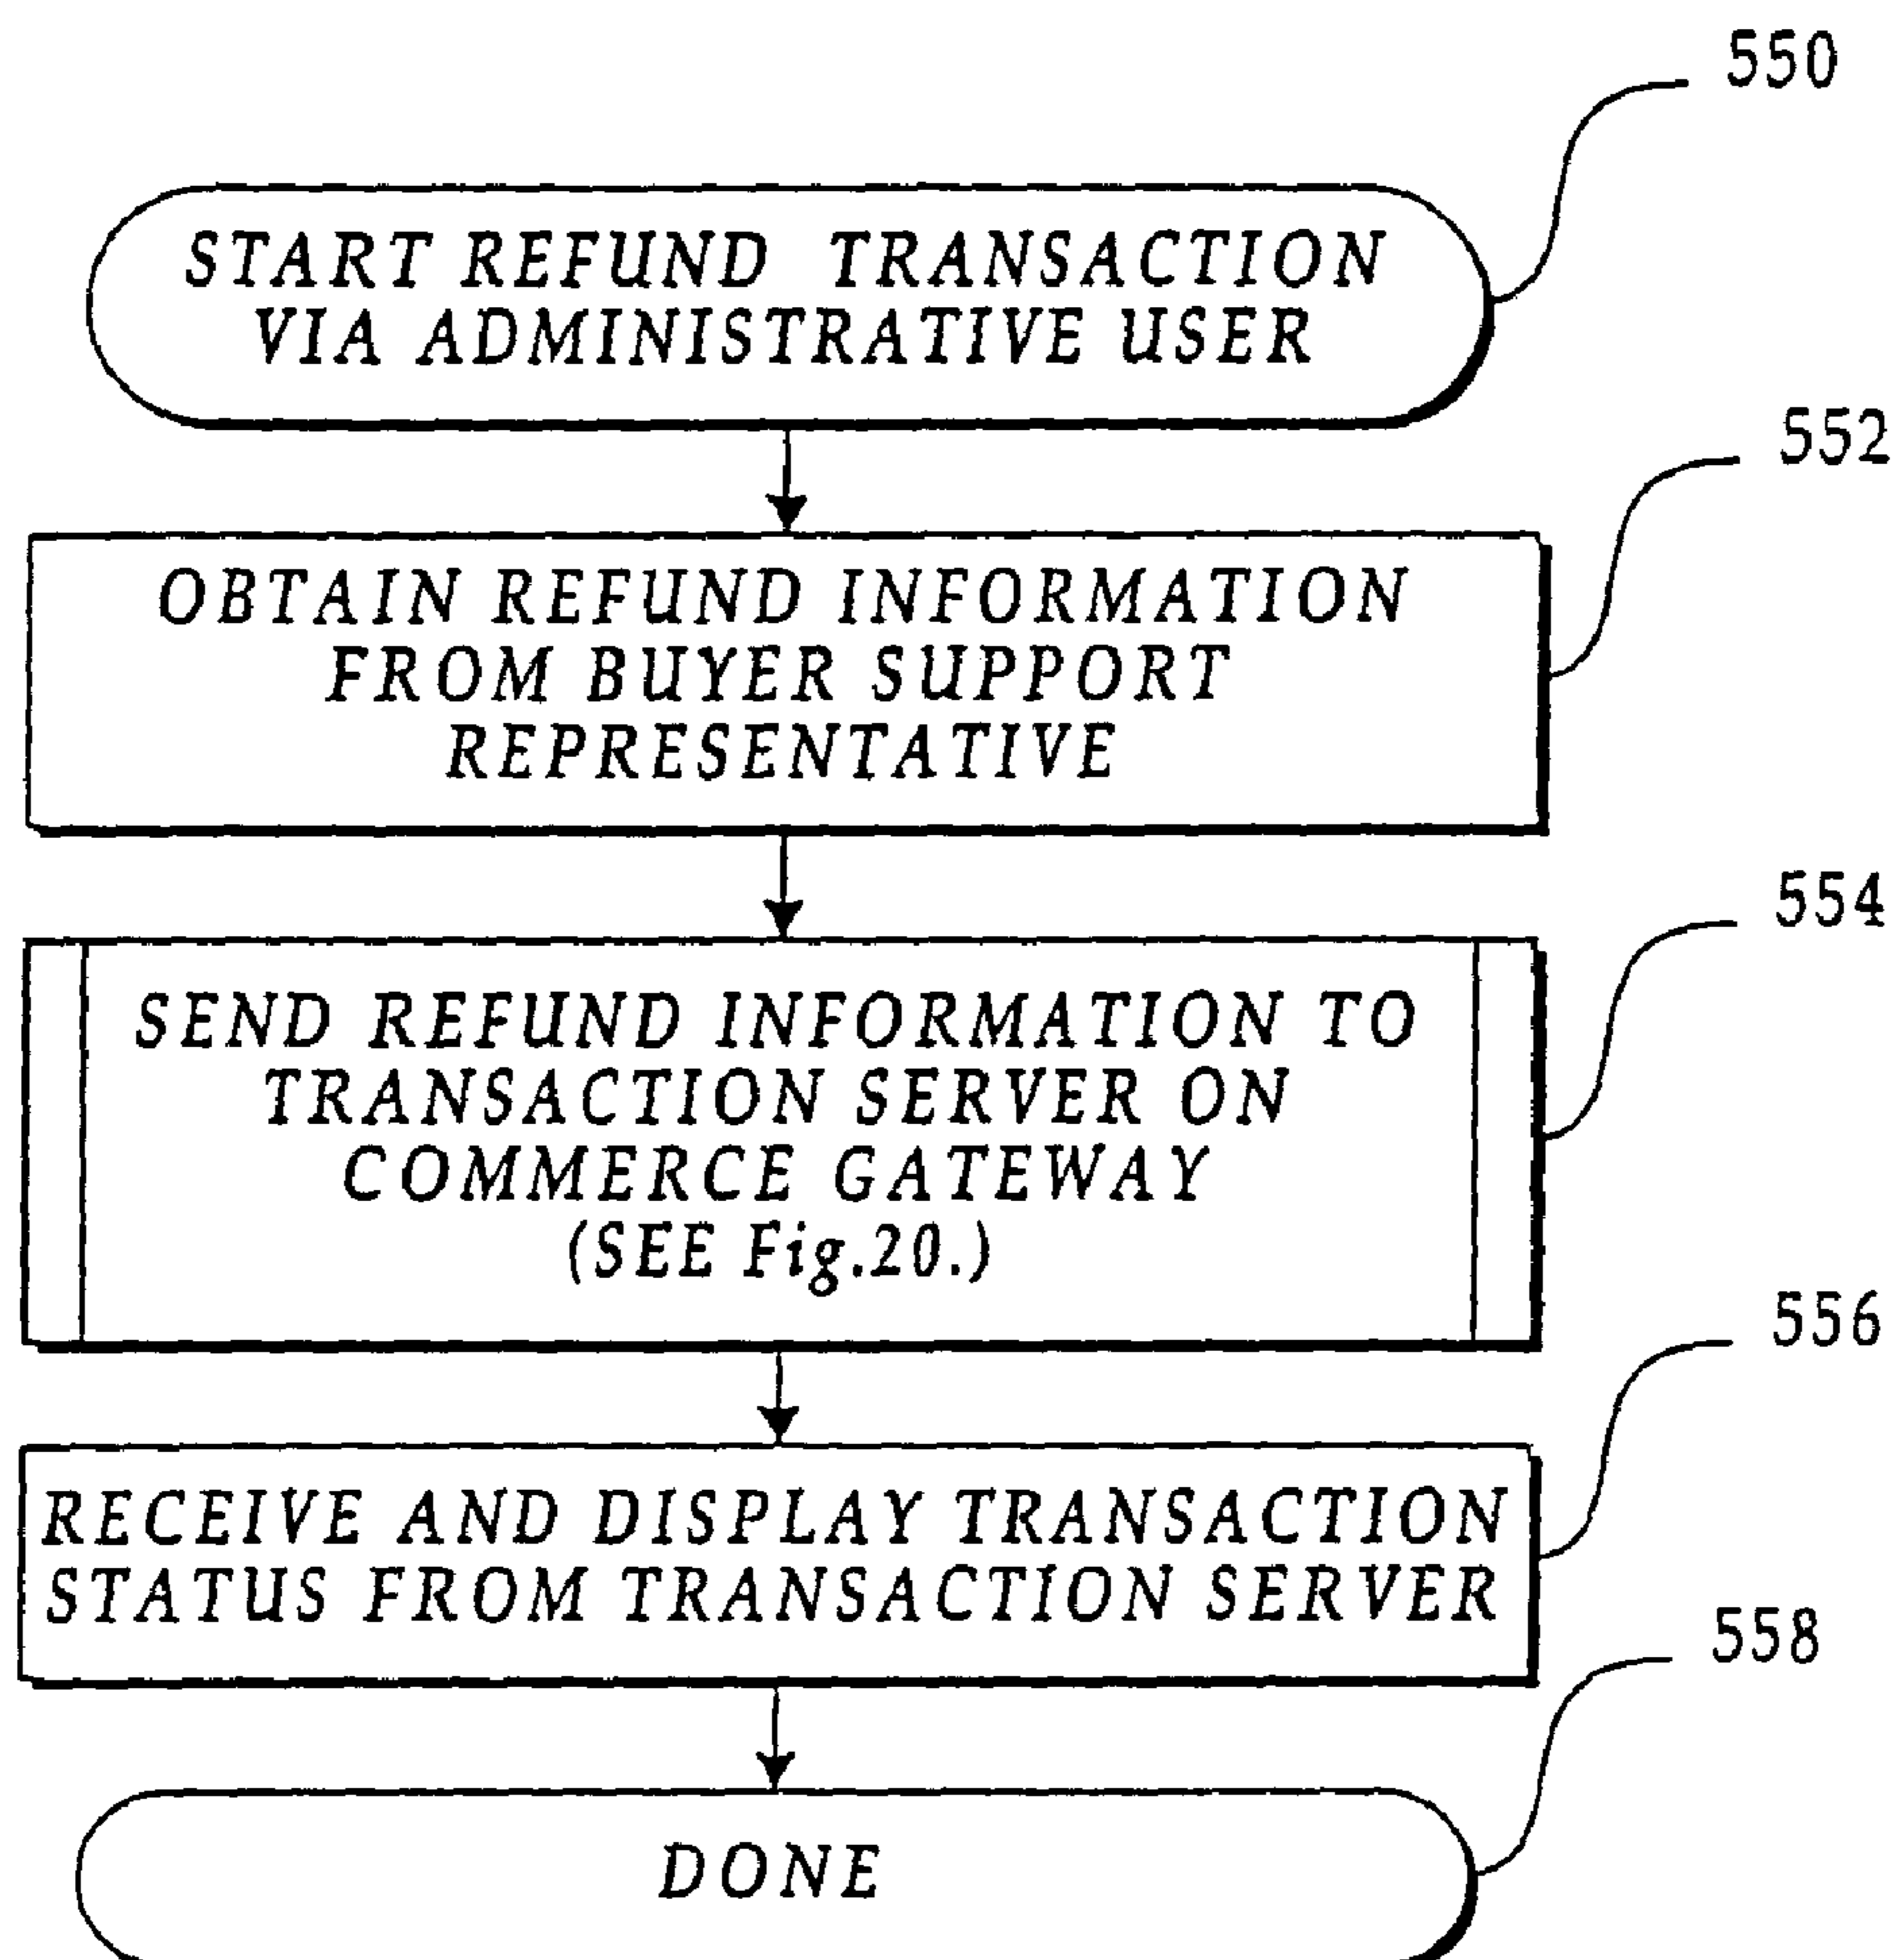 550
START REFUND TRANSACTION
VIA ADMINISTRATIVE USER
552
OBTAIN REFUND INFORMATION
FROM BUYER SUPPORT
REPRESENTATIVE
554
SEND REFUND INFORMATION TO
TRANSACTION SERVER ON
COMMERCE GATEWAY
(SEE Fig.20.)
556
RECEIVE AND DISPLAY TRANSACTION
STATUS FROM TRANSACTION SERVER
558
DONE